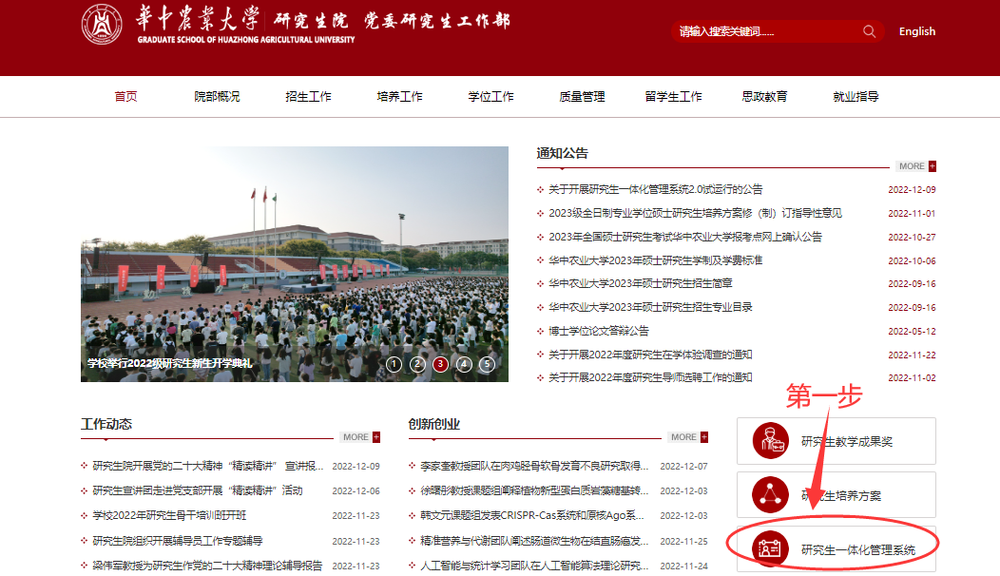 華中农业大学 研究生院 党委研究生工作部
GRADUATE SCHOOL OF HUAZHONG AGRICULTURAL UNIVERSITY
请输入搜索关键词......
English
首页 院部概况 招生工作 培养工作 学位工作 质量管理 留学生工作 思政教育 就业指导
学校举行2022级研究生新生开学典礼
1 2 3 4 5
通知公告
MORE +
关于开展研究生一体化管理系统2.0试运行的公告 2022-12-09
2023级全日制专业学位硕士研究生培养方案修（制）订指导性意见 2022-11-01
2023年全国硕士研究生考试华中农业大学报考点网上确认公告 2022-10-27
华中农业大学2023年硕士研究生学制及学费标准 2022-10-06
华中农业大学2023年硕士研究生招生简章 2022-09-16
华中农业大学2023年硕士研究生招生专业目录 2022-09-16
博士学位论文答辩公告 2022-05-12
关于开展2022年度研究生在学体验调查的通知 2022-11-22
关于开展2022年度研究生导师选聘工作的通知 2022-11-02
工作动态
MORE +
研究生院开展党的二十大精神“精读精讲” 宣讲报... 2022-12-09
研究生宣讲团走进党支部开展“精读精讲”活动 2022-12-06
学校2022年研究生骨干培训班开班 2022-11-23
研究生院组织开展辅导员工作专题辅导 2022-11-23
梁伟军教授为研究生作党的二十大精神理论辅导报告 2022-11-23
创新创业
MORE +
李家奎教授团队在肉鸡胫骨软骨发育不良研究取得... 2022-12-07
徐曙彤教授课题组阐释植物新型蛋白质岩藻糖基转... 2022-12-03
韩文元课题组发表CRISPR-Cas系统和原核Ago系... 2022-12-03
精准营养与代谢团队阐述肠道微生物在结直肠癌发... 2022-11-25
人工智能与统计学习团队在人工智能算法理论研究... 2022-11-24
第一步
研究生教学成果奖
研究生培养方案
研究生一体化管理系统